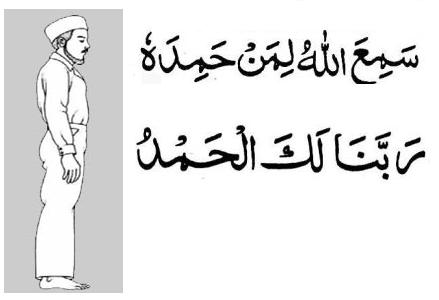 سَمِعَ اللهُ لِمَنْ حَمِدَهٗ
رَبَّنَا لَكَ الْحَمْدُ